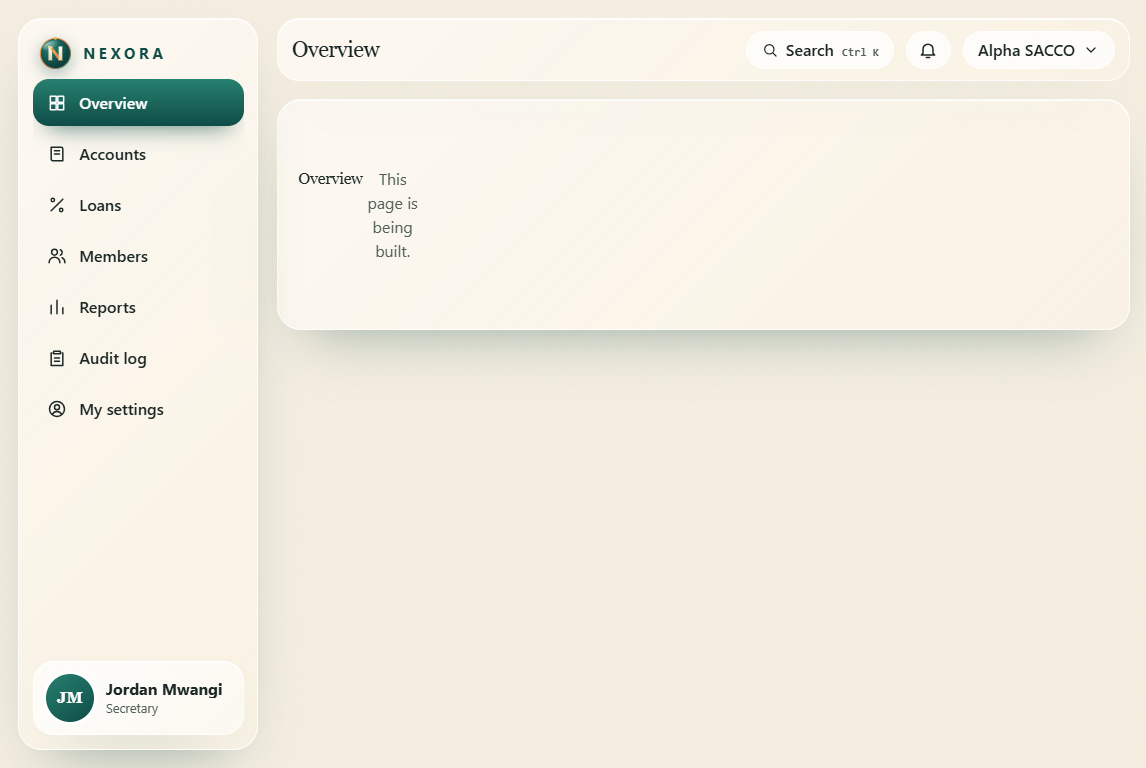 NEXORA
Overview
Accounts
Loans
Members
Reports
Audit log
My settings
JM
Jordan Mwangi
Secretary
Overview
Search Ctrl K
Alpha SACCO
Overview
This
page is
being
built.